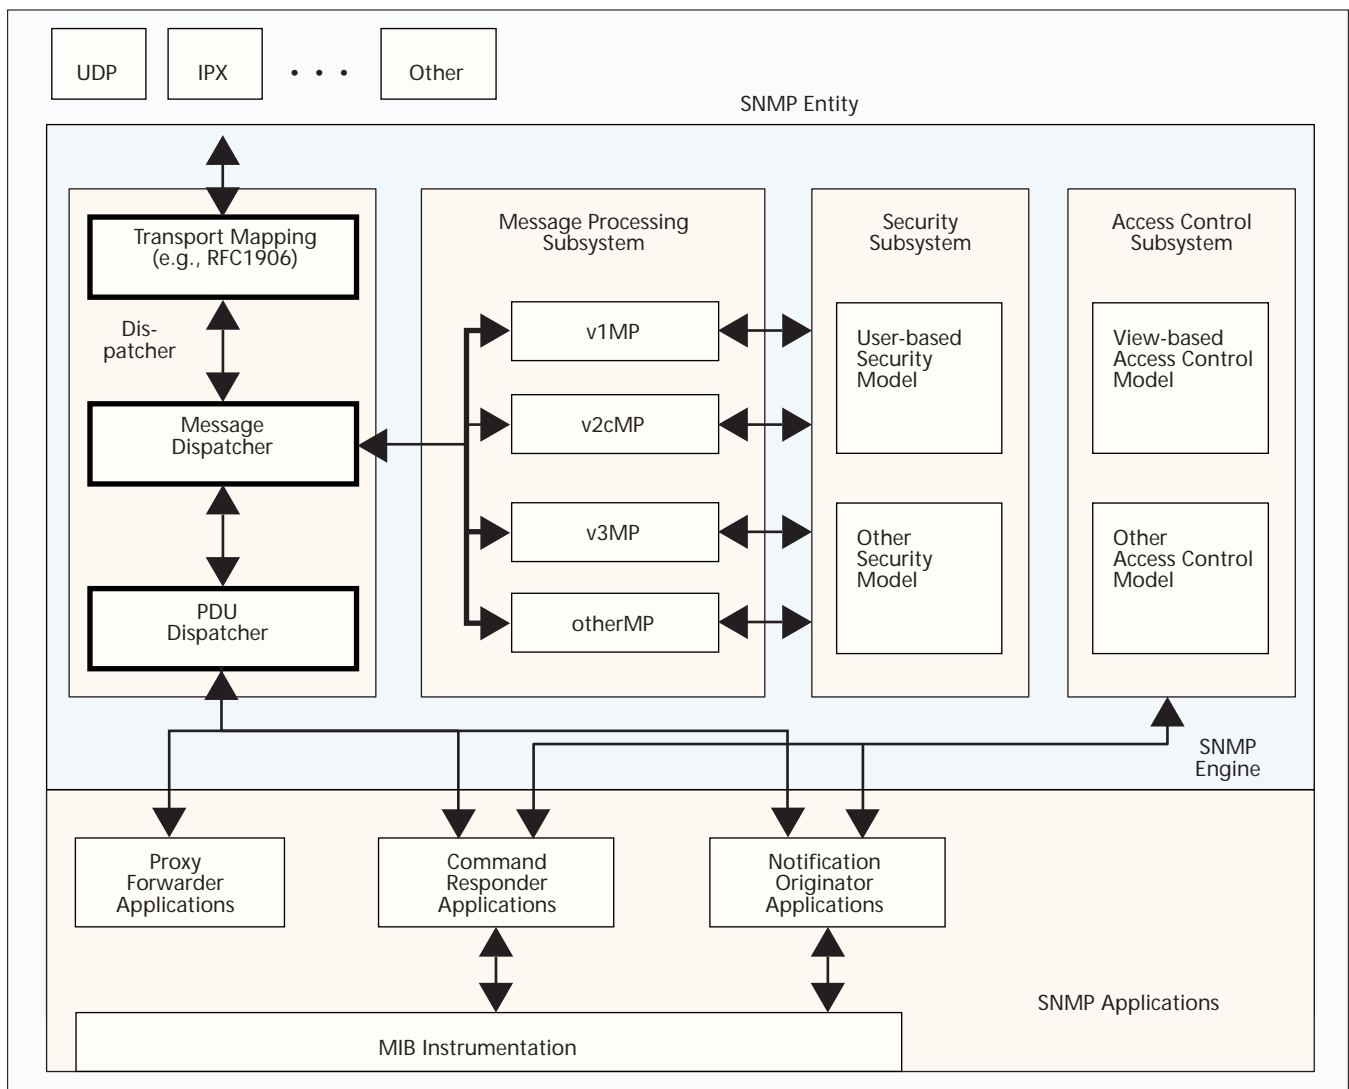 UDP
IPX
. . .
Other
SNMP Entity
Transport Mapping
(e.g., RFC1906)
Dis-
patcher
Message
Dispatcher
PDU
Dispatcher
Message Processing
Subsystem
v1MP
v2cMP
v3MP
otherMP
Security
Subsystem
User-based
Security
Model
Other
Security
Model
Access Control
Subsystem
View-based
Access Control
Model
Other
Access Control
Model
SNMP
Engine
Proxy
Forwarder
Applications
Command
Responder
Applications
Notification
Originator
Applications
SNMP Applications
MIB Instrumentation